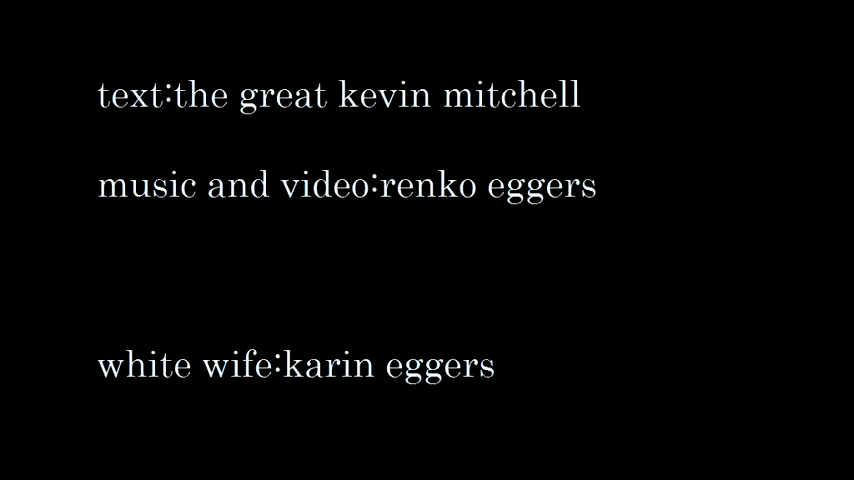 text:the great kevin mitchell
music and video:renko eggers
white wife:karin eggers